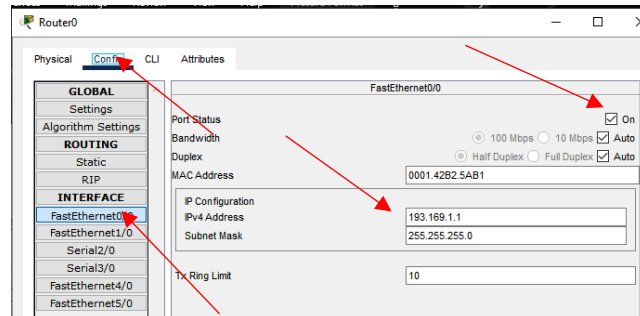 Router0
Physical Config CLI Attributes
GLOBAL
Settings
Algorithm Settings
ROUTING
Static
RIP
INTERFACE
FastEthernet0/0
FastEthernet1/0
Serial2/0
Serial3/0
FastEthernet4/0
FastEthernet5/0
FastEthernet0/0
Port Status On
Bandwidth 100 Mbps 10 Mbps Auto
Duplex Half Duplex Full Duplex Auto
MAC Address 0001.42B2.5AB1
IP Configuration
IPv4 Address 193.169.1.1
Subnet Mask 255.255.255.0
Tx Ring Limit 10